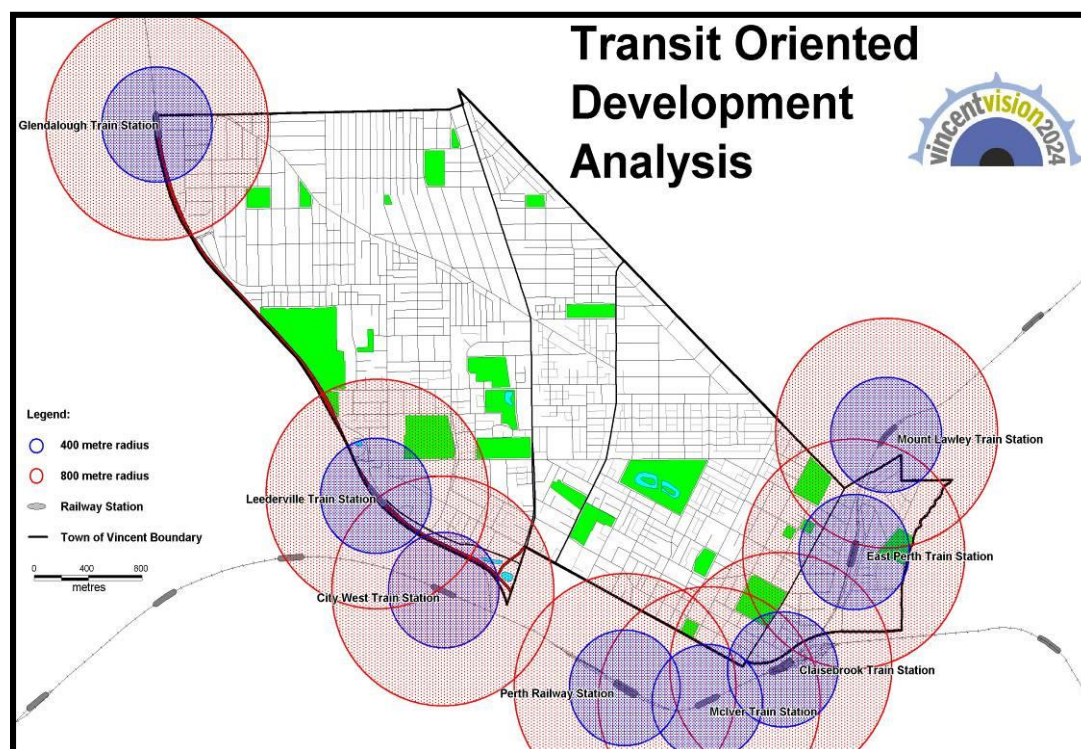 Transit Oriented
Development
Analysis
vincentvision2024
Glendalough Train Station
Legend:
400 metre radius
800 metre radius
Railway Station
Town of Vincent Boundary
0 400 800
metres
Mount Lawley Train Station
Leederville Train Station
East Perth Train Station
City West Train Station
Claisebrook Train Station
Perth Railway Station
McIver Train Station